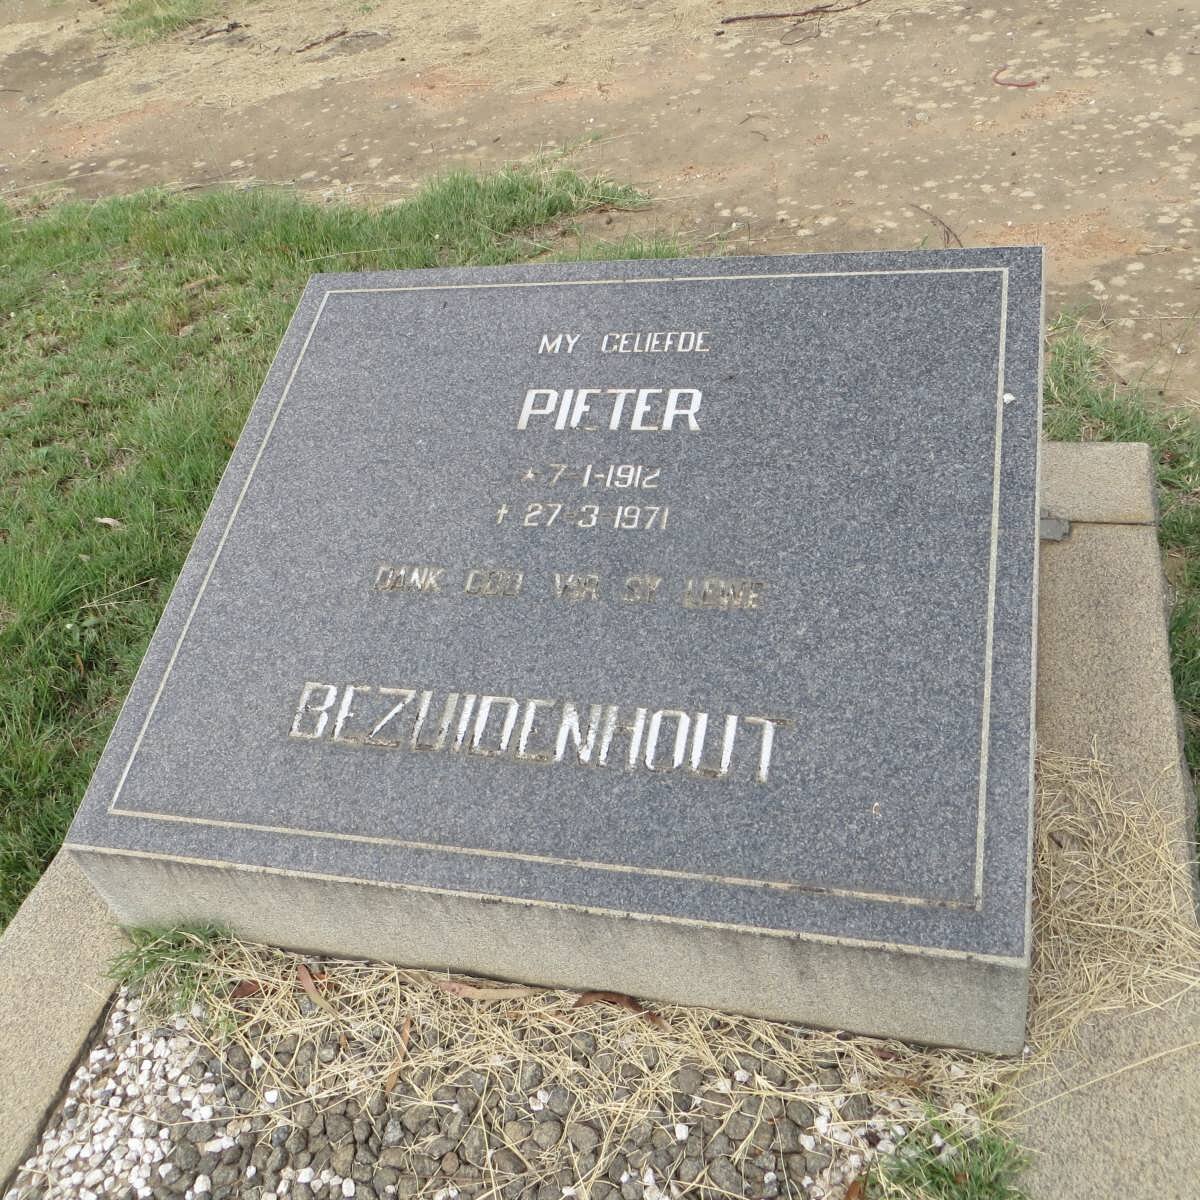 MY GELIEFDE
PIETER
* 7-1-1912
† 27-3-1971
DANK GOD VIR SY LEWE
BEZUIDENHOUT